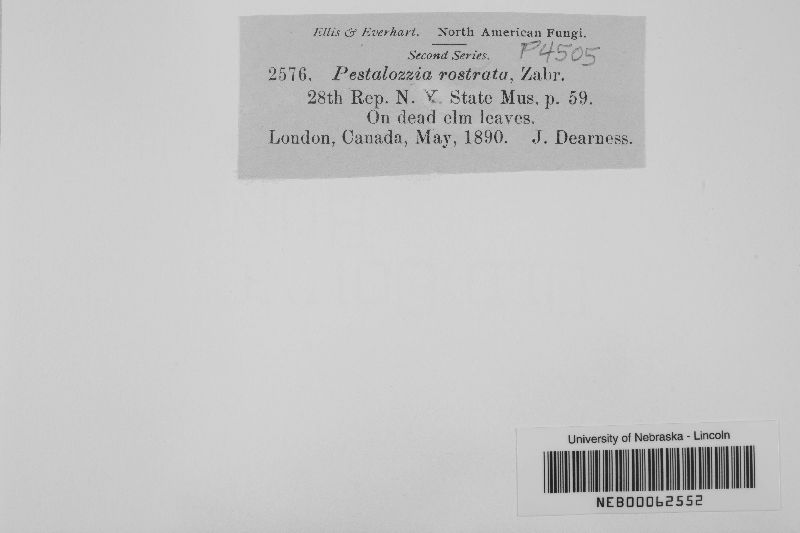 Ellis & Everhart. North American Fungi.
Second Series. P4505
2576. Pestalozzia rostrata, Zabr.
28th Rep. N. Y. State Mus. p. 59.
On dead elm leaves.
London, Canada, May, 1890. J. Dearness.
University of Nebraska - Lincoln
NEB00062552